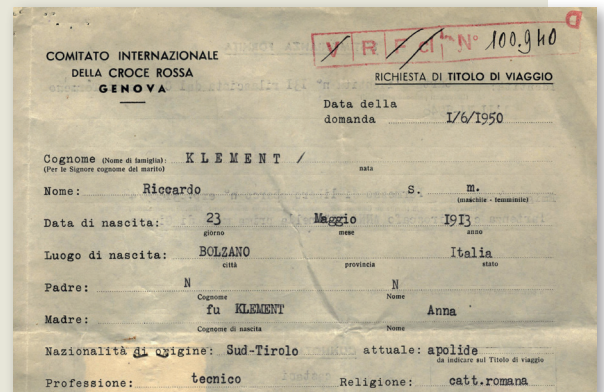 V R P cl N° 100.940
COMITATO INTERNAZIONALE
DELLA CROCE ROSSA
GENOVA
RICHIESTA DI TITOLO DI VIAGGIO
Data della
domanda I/6/1950
Cognome (Nome di famiglia): KLEMENT /
(Per le Signore cognome del marito) nata
Nome: Riccardo S. m.
(maschile - femminile)
Data di nascita: 23 Maggio I9I3
giorno mese anno
Luogo di nascita: BOLZANO Italia
città provincia stato
Padre: N N
Cognome Nome
Madre: fu KLEMENT Anna
Cognome di nascita Nome
Nazionalità di origine: Sud-Tirolo attuale: apolide
da indicare sul Titolo di viaggio
Professione: tecnico Religione: catt.romana